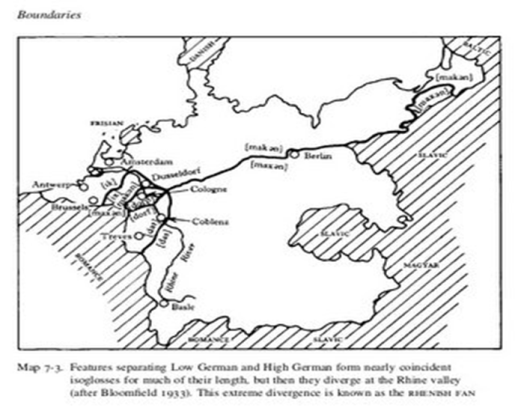 Boundaries
DANISH
BALTIC
[makən]
[maxən]
FRISIAN
Amsterdam
Dusseldorf
[makən]
[maxən]
Berlin
SLAVIC
Antwerp
[ik]
Cologne
Brussels
[maxən]
[dorf]
Coblenz
[dat]
[das]
Treves
SLAVIC
Rhine River
MAGYAR
ROMANCE
Basle
ROMANCE
SLAVIC
Map 7-3. Features separating Low German and High German form nearly coincident
isoglosses for much of their length, but then they diverge at the Rhine valley
(after Bloomfield 1933). This extreme divergence is known as the RHENISH FAN